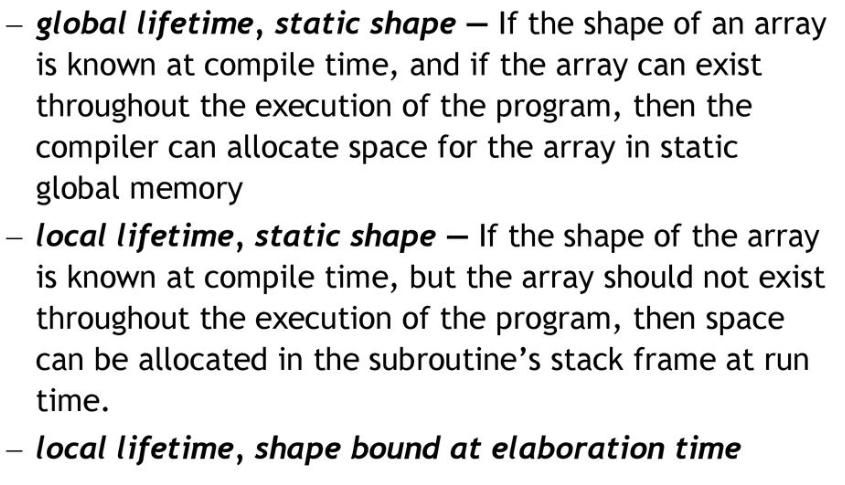 – global lifetime, static shape — If the shape of an array
is known at compile time, and if the array can exist
throughout the execution of the program, then the
compiler can allocate space for the array in static
global memory
– local lifetime, static shape — If the shape of the array
is known at compile time, but the array should not exist
throughout the execution of the program, then space
can be allocated in the subroutine’s stack frame at run
time.
– local lifetime, shape bound at elaboration time